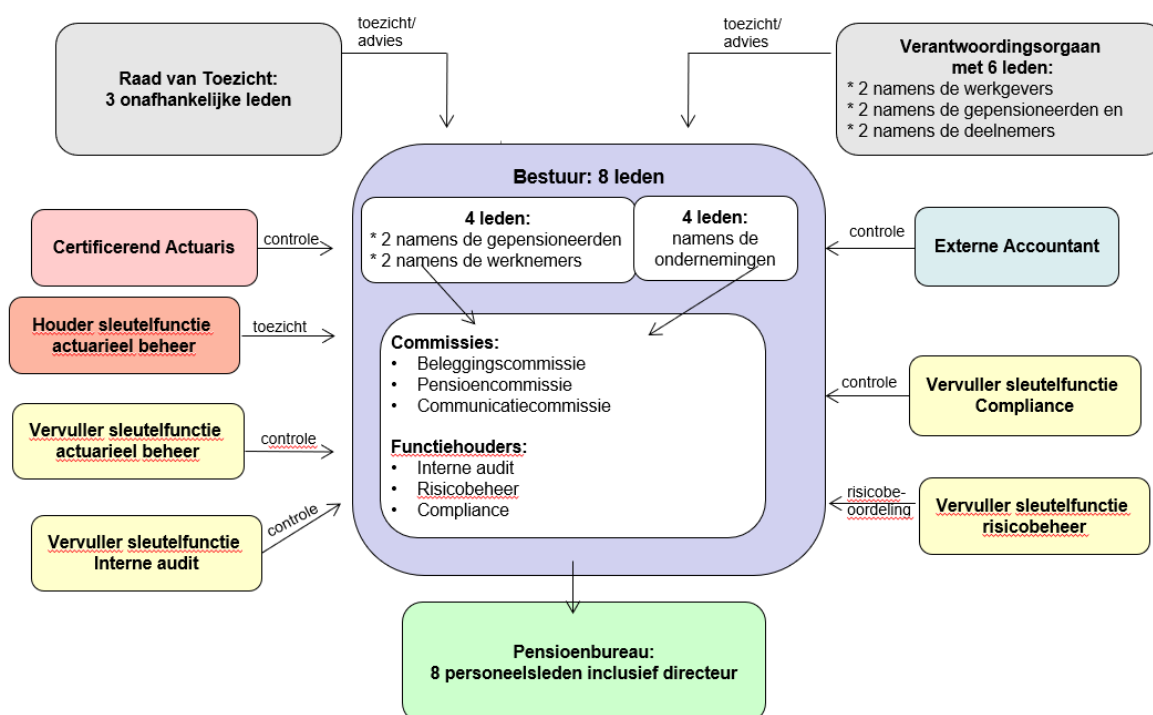 toezicht/
advies
toezicht/
advies
Raad van Toezicht:
3 onafhankelijke leden
Verantwoordingsorgaan
met 6 leden:
* 2 namens de werkgevers
* 2 namens de gepensioneerden en
* 2 namens de deelnemers
Bestuur: 8 leden
4 leden:
* 2 namens de gepensioneerden
* 2 namens de werknemers
4 leden:
namens de
ondernemingen
Certificerend Actuaris
controle
controle
Externe Accountant
Houder sleutelfunctie
actuarieel beheer
toezicht
Commissies:
• Beleggingscommissie
• Pensioencommissie
• Communicatiecommissie
Functiehouders:
• Interne audit
• Risicobeheer
• Compliance
controle
Vervuller sleutelfunctie
Compliance
Vervuller sleutelfunctie
actuarieel beheer
controle
risicobe-
oordeling
Vervuller sleutelfunctie
risicobeheer
Vervuller sleutelfunctie
Interne audit
controle
Pensioenbureau:
8 personeelsleden inclusief directeur